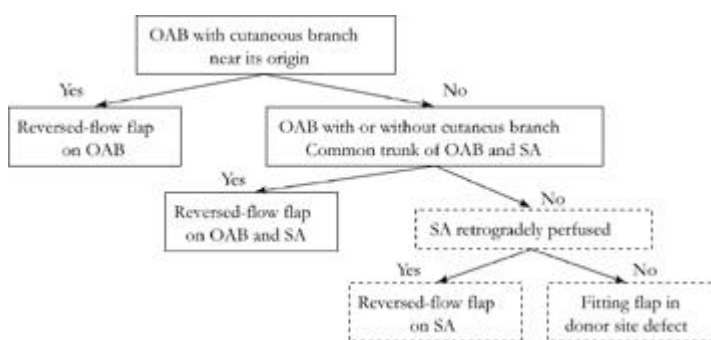 OAB with cutaneous branch
near its origin
Yes
No
Reversed-flow flap
on OAB
OAB with or without cutaneus branch
Common trunk of OAB and SA
Yes
No
Reversed-flow flap
on OAB and SA
SA retrogradely perfused
Yes
No
Reversed-flow flap
on SA
Fitting flap in
donor site defect